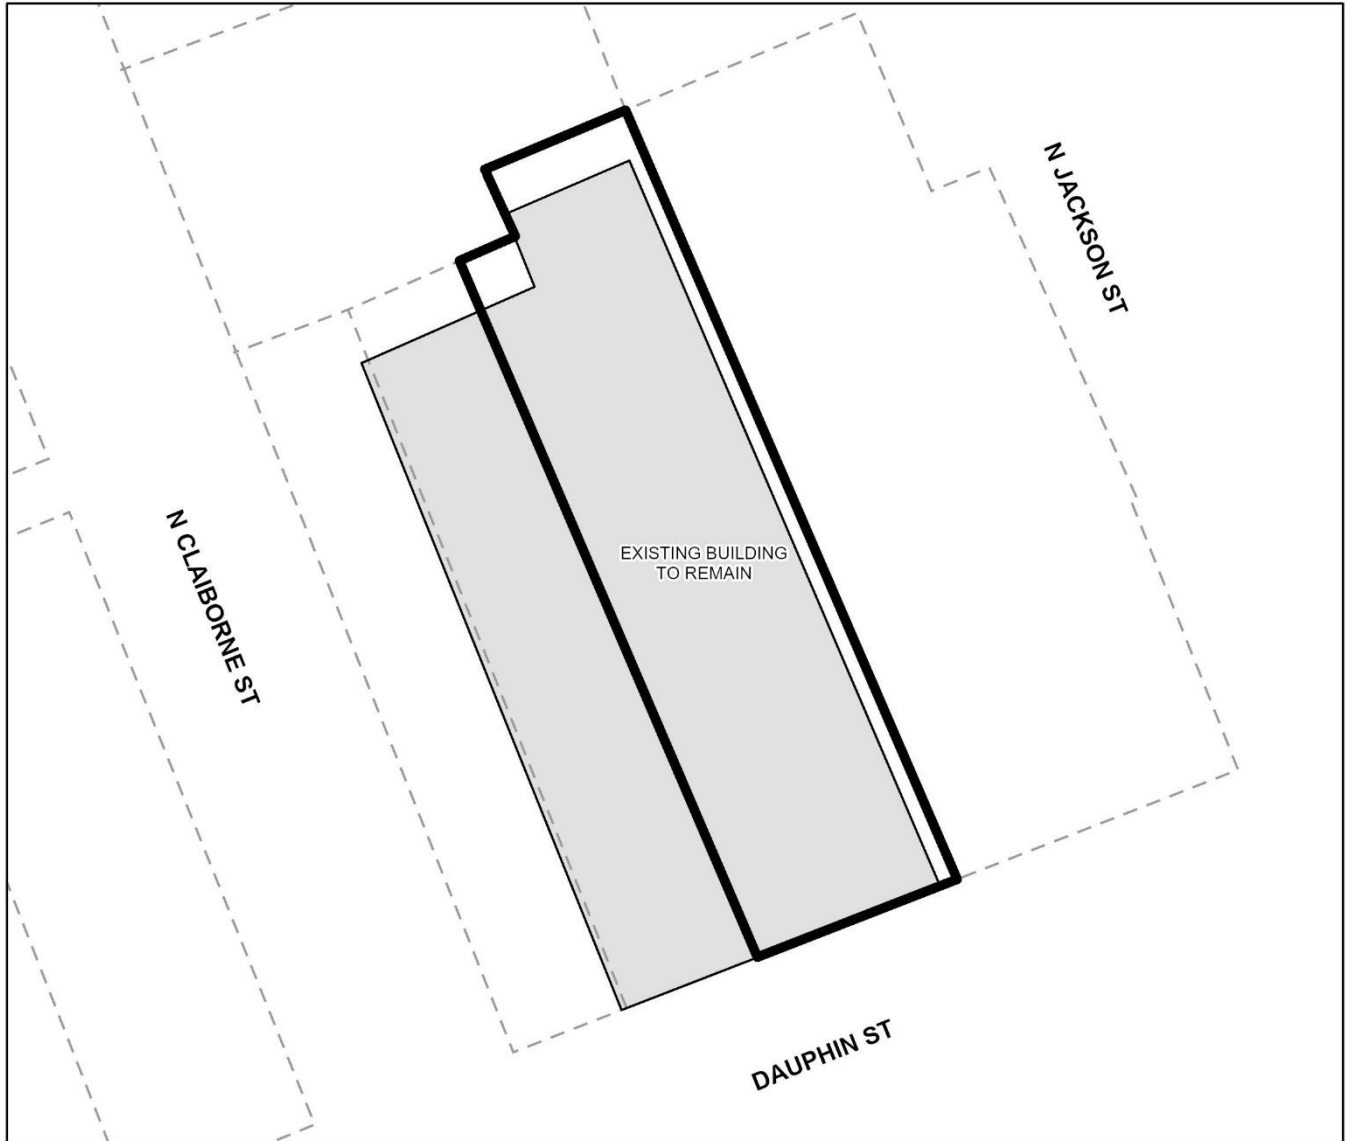 N JACKSON ST
N CLAIBORNE ST
EXISTING BUILDING
TO REMAIN
DAUPHIN ST